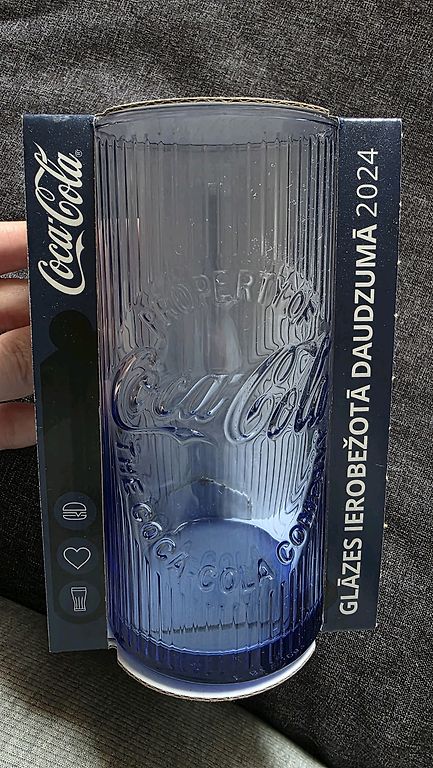 Coca-Cola®
PROPERTY OF
Coca-Cola
THE COCA-COLA COMPANY
GLĀZES IEROBEŽOTĀ DAUDZUMĀ 2024